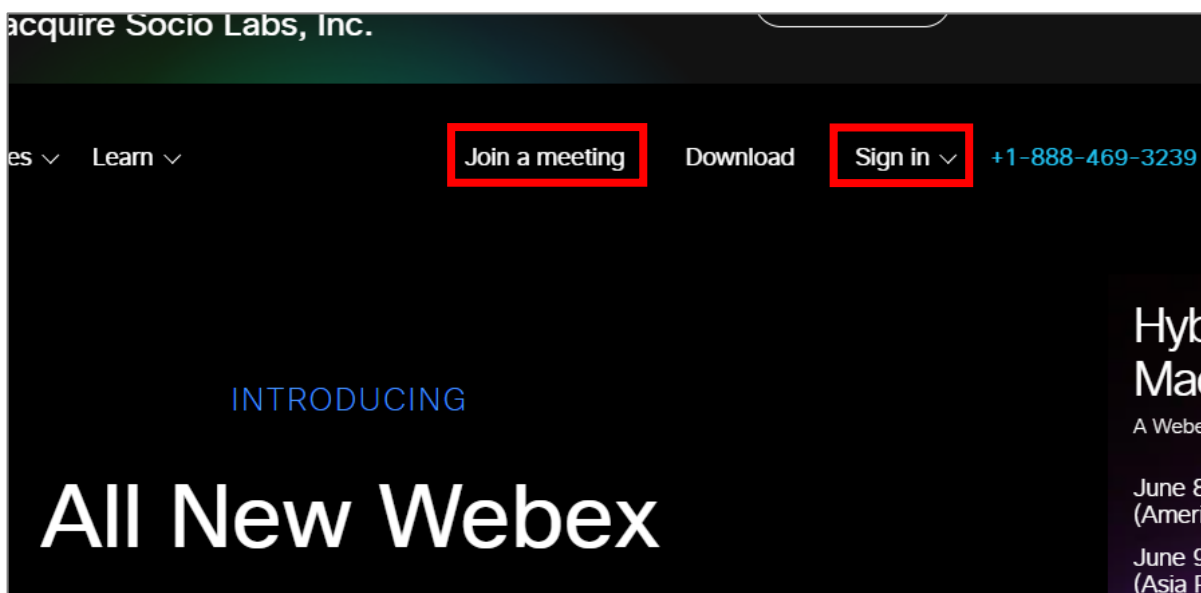 acquire Socio Labs, Inc.
es Learn Join a meeting Download Sign in +1-888-469-3239
INTRODUCING
All New Webex
Hyb
Mad
A Webe
June 8
(Ameri
June 9
(Asia P